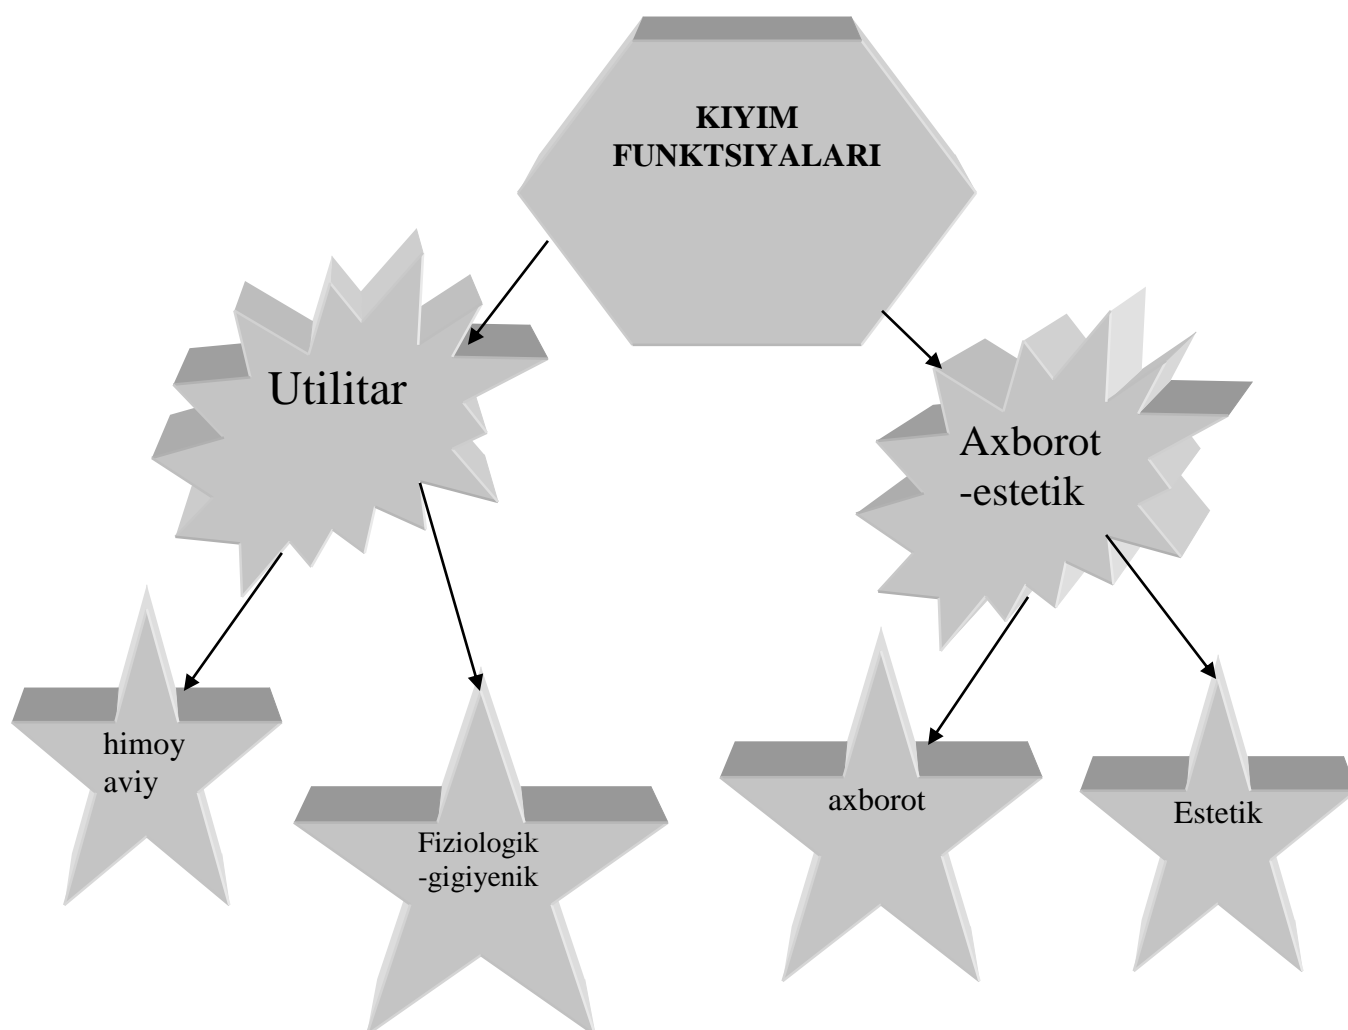 KIYIM
FUNKTSIYALARI
Utilitar
Axborot
-estetik
himoy
aviy
Fiziologik
-gigiyenik
axborot
Estetik